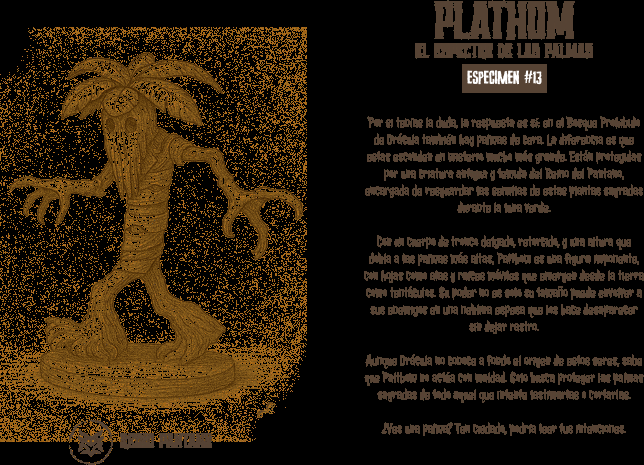 PLATHOM
EL ESPECTRO DE LAS PALMAS
ESPECIMEN #13
Por si tenías la duda, la respuesta es sí: en el Bosque Prohibido
de Drácula también hay palmas de cera. La diferencia es que
estas esconden un misterio mucho más grande. Están protegidas
por una criatura antigua y temida del Reino del Pantano,
encargada de resguardar las semillas de estas plantas sagradas
durante la luna verde.
Con un cuerpo de tronco delgado, retorcido, y una altura que
dobla a las palmas más altas, es una figura imponente,
con hojas como alas y raíces móviles que emergen desde la tierra
como tentáculos. Su poder no es solo su tamaño: puede envolver a
sus enemigos en una neblina espesa que los hace desaparecer
sin dejar rastro.
Aunque Drácula no conoce a fondo el origen de estos seres, sabe
que no actúa con maldad. Solo busca proteger las palmas
sagradas de todo aquel que intente lastimarlas o cortarlas.
¿Ves una palma? Ten cuidado, podría leer tus intenciones.
REINO PANTANO